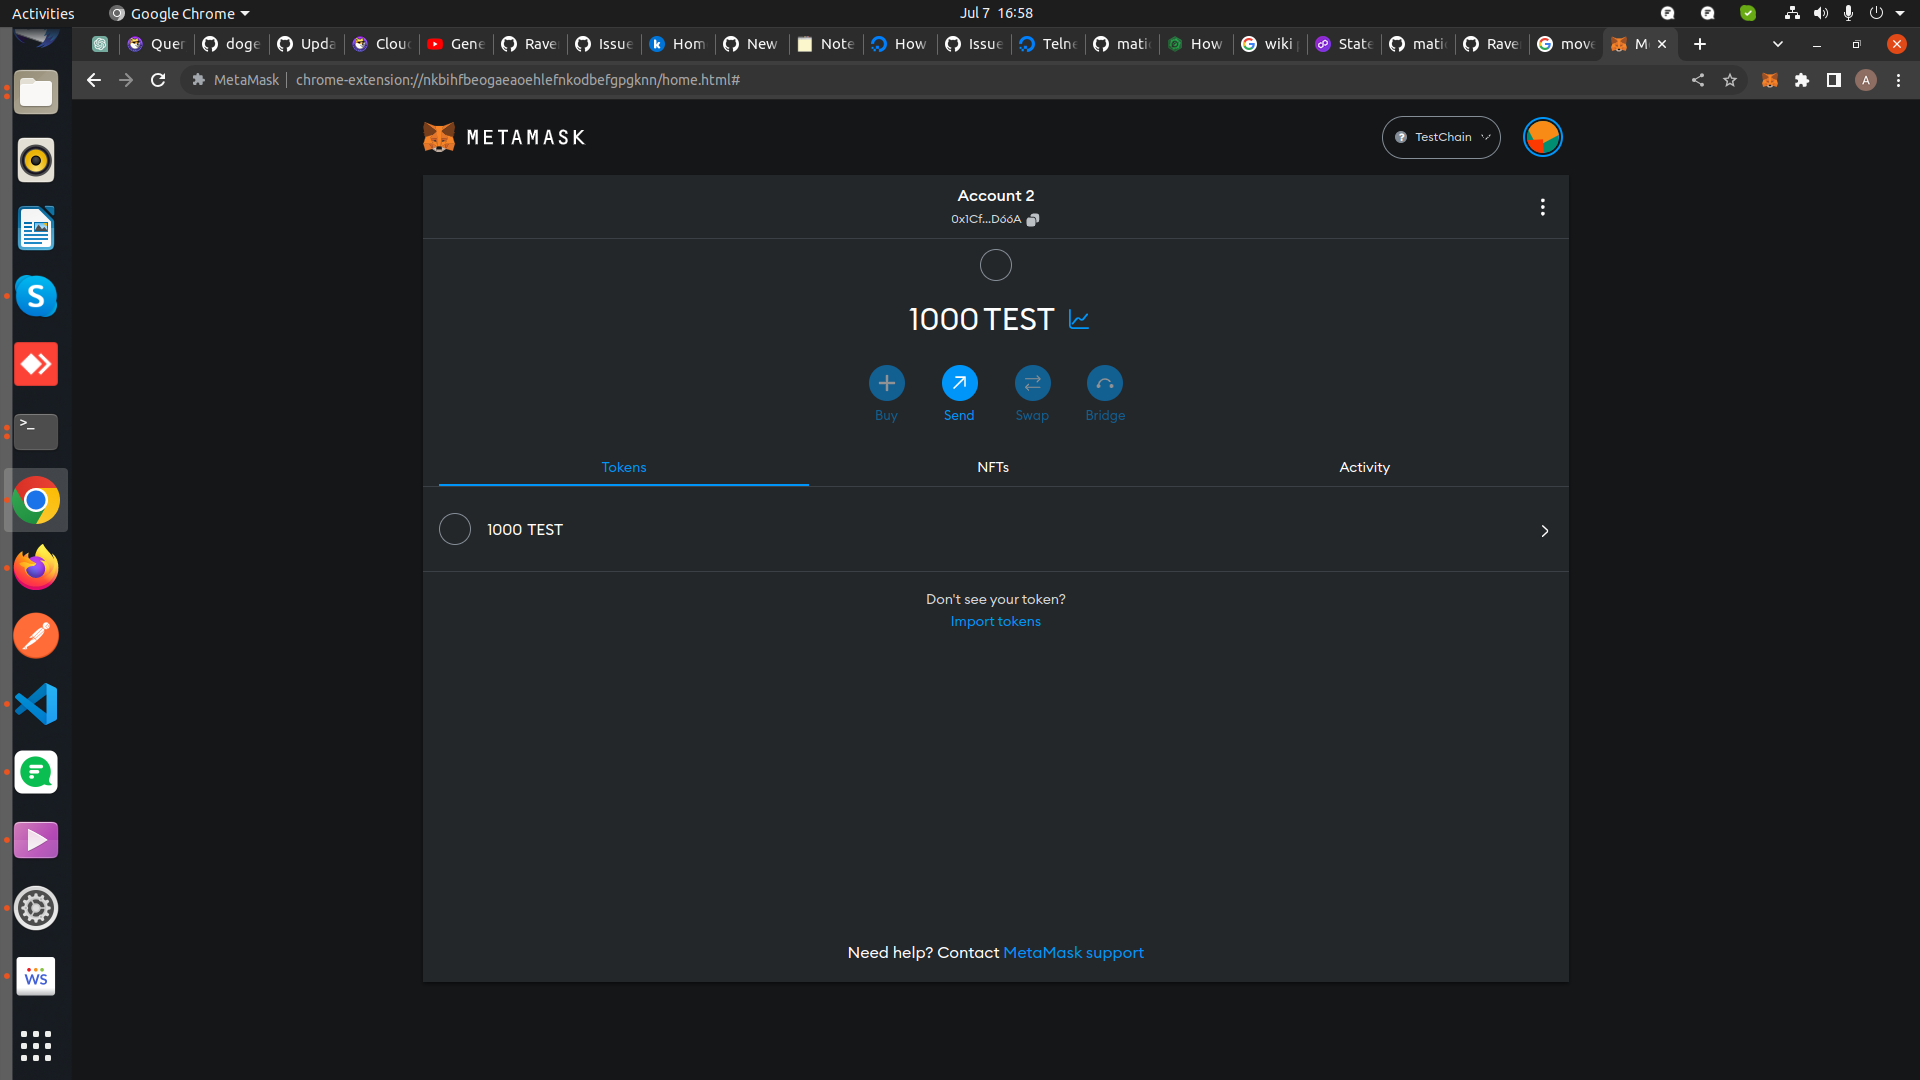 Activities
Google Chrome
Jul 7 16:58
Quer
doge
Upda
Clou
Gene
Rave
Issue
Hom
New
Note
How
Issue
Telne
matic
How
wiki
State
matic
Raven
move
M
MetaMask
chrome-extension://nkbihfbeogaeaoehlefnkodbefgpgknn/home.html#
A
METAMASK
TestChain
Account 2
0x1Cf...D66A
1000 TEST
Buy
Send
Swap
Bridge
Tokens
NFTs
Activity
1000 TEST
Don't see your token?
Import tokens
Need help? Contact MetaMask support
S
>_
WS